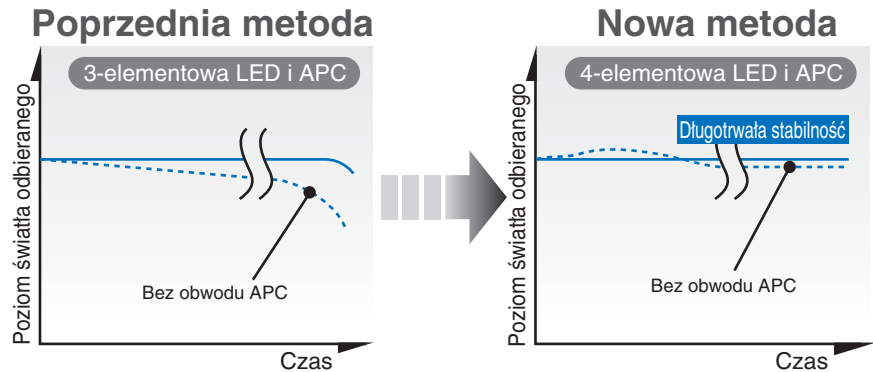 Poprzednia metoda
3-elementowa LED i APC
Poziom światła odbieranego
Bez obwodu APC
Czas
Nowa metoda
4-elementowa LED i APC
Długotrwała stabilność
Poziom światła odbieranego
Bez obwodu APC
Czas